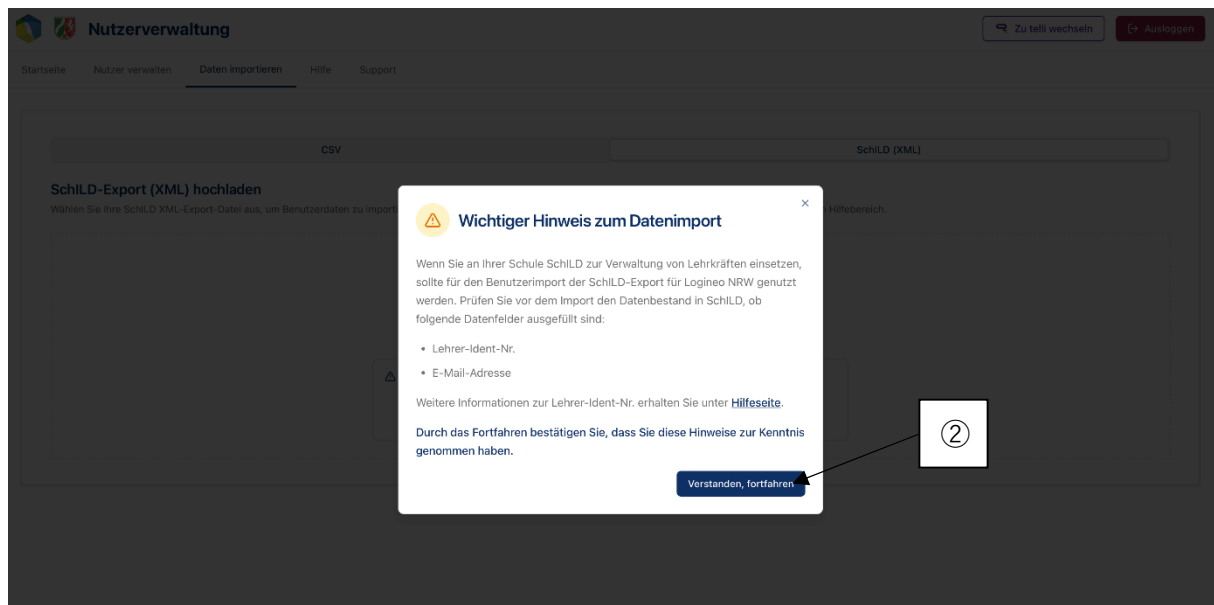 Nutzerverwaltung
Zu telli wechseln
Ausloggen
Startseite
Nutzer verwalten
Daten importieren
Hilfe
Support
CSV
SchILD (XML)
SchILD-Export (XML) hochladen
Wählen Sie Ihre SchILD XML-Export-Datei aus, um Benutzerdaten zu
Hilfebereich.
Wichtiger Hinweis zum Datenimport
×
Wenn Sie an Ihrer Schule SchILD zur Verwaltung von Lehrkräften einsetzen,
sollte für den Benutzerimport der SchILD-Export für Logineo NRW genutzt
werden. Prüfen Sie vor dem Import den Datenbestand in SchILD, ob
folgende Datenfelder ausgefüllt sind:
• Lehrer-Ident-Nr.
• E-Mail-Adresse
Weitere Informationen zur Lehrer-Ident-Nr. erhalten Sie unter Hilfeseite.
Durch das Fortfahren bestätigen Sie, dass Sie diese Hinweise zur Kenntnis
genommen haben.
②
Verstanden, fortfahren